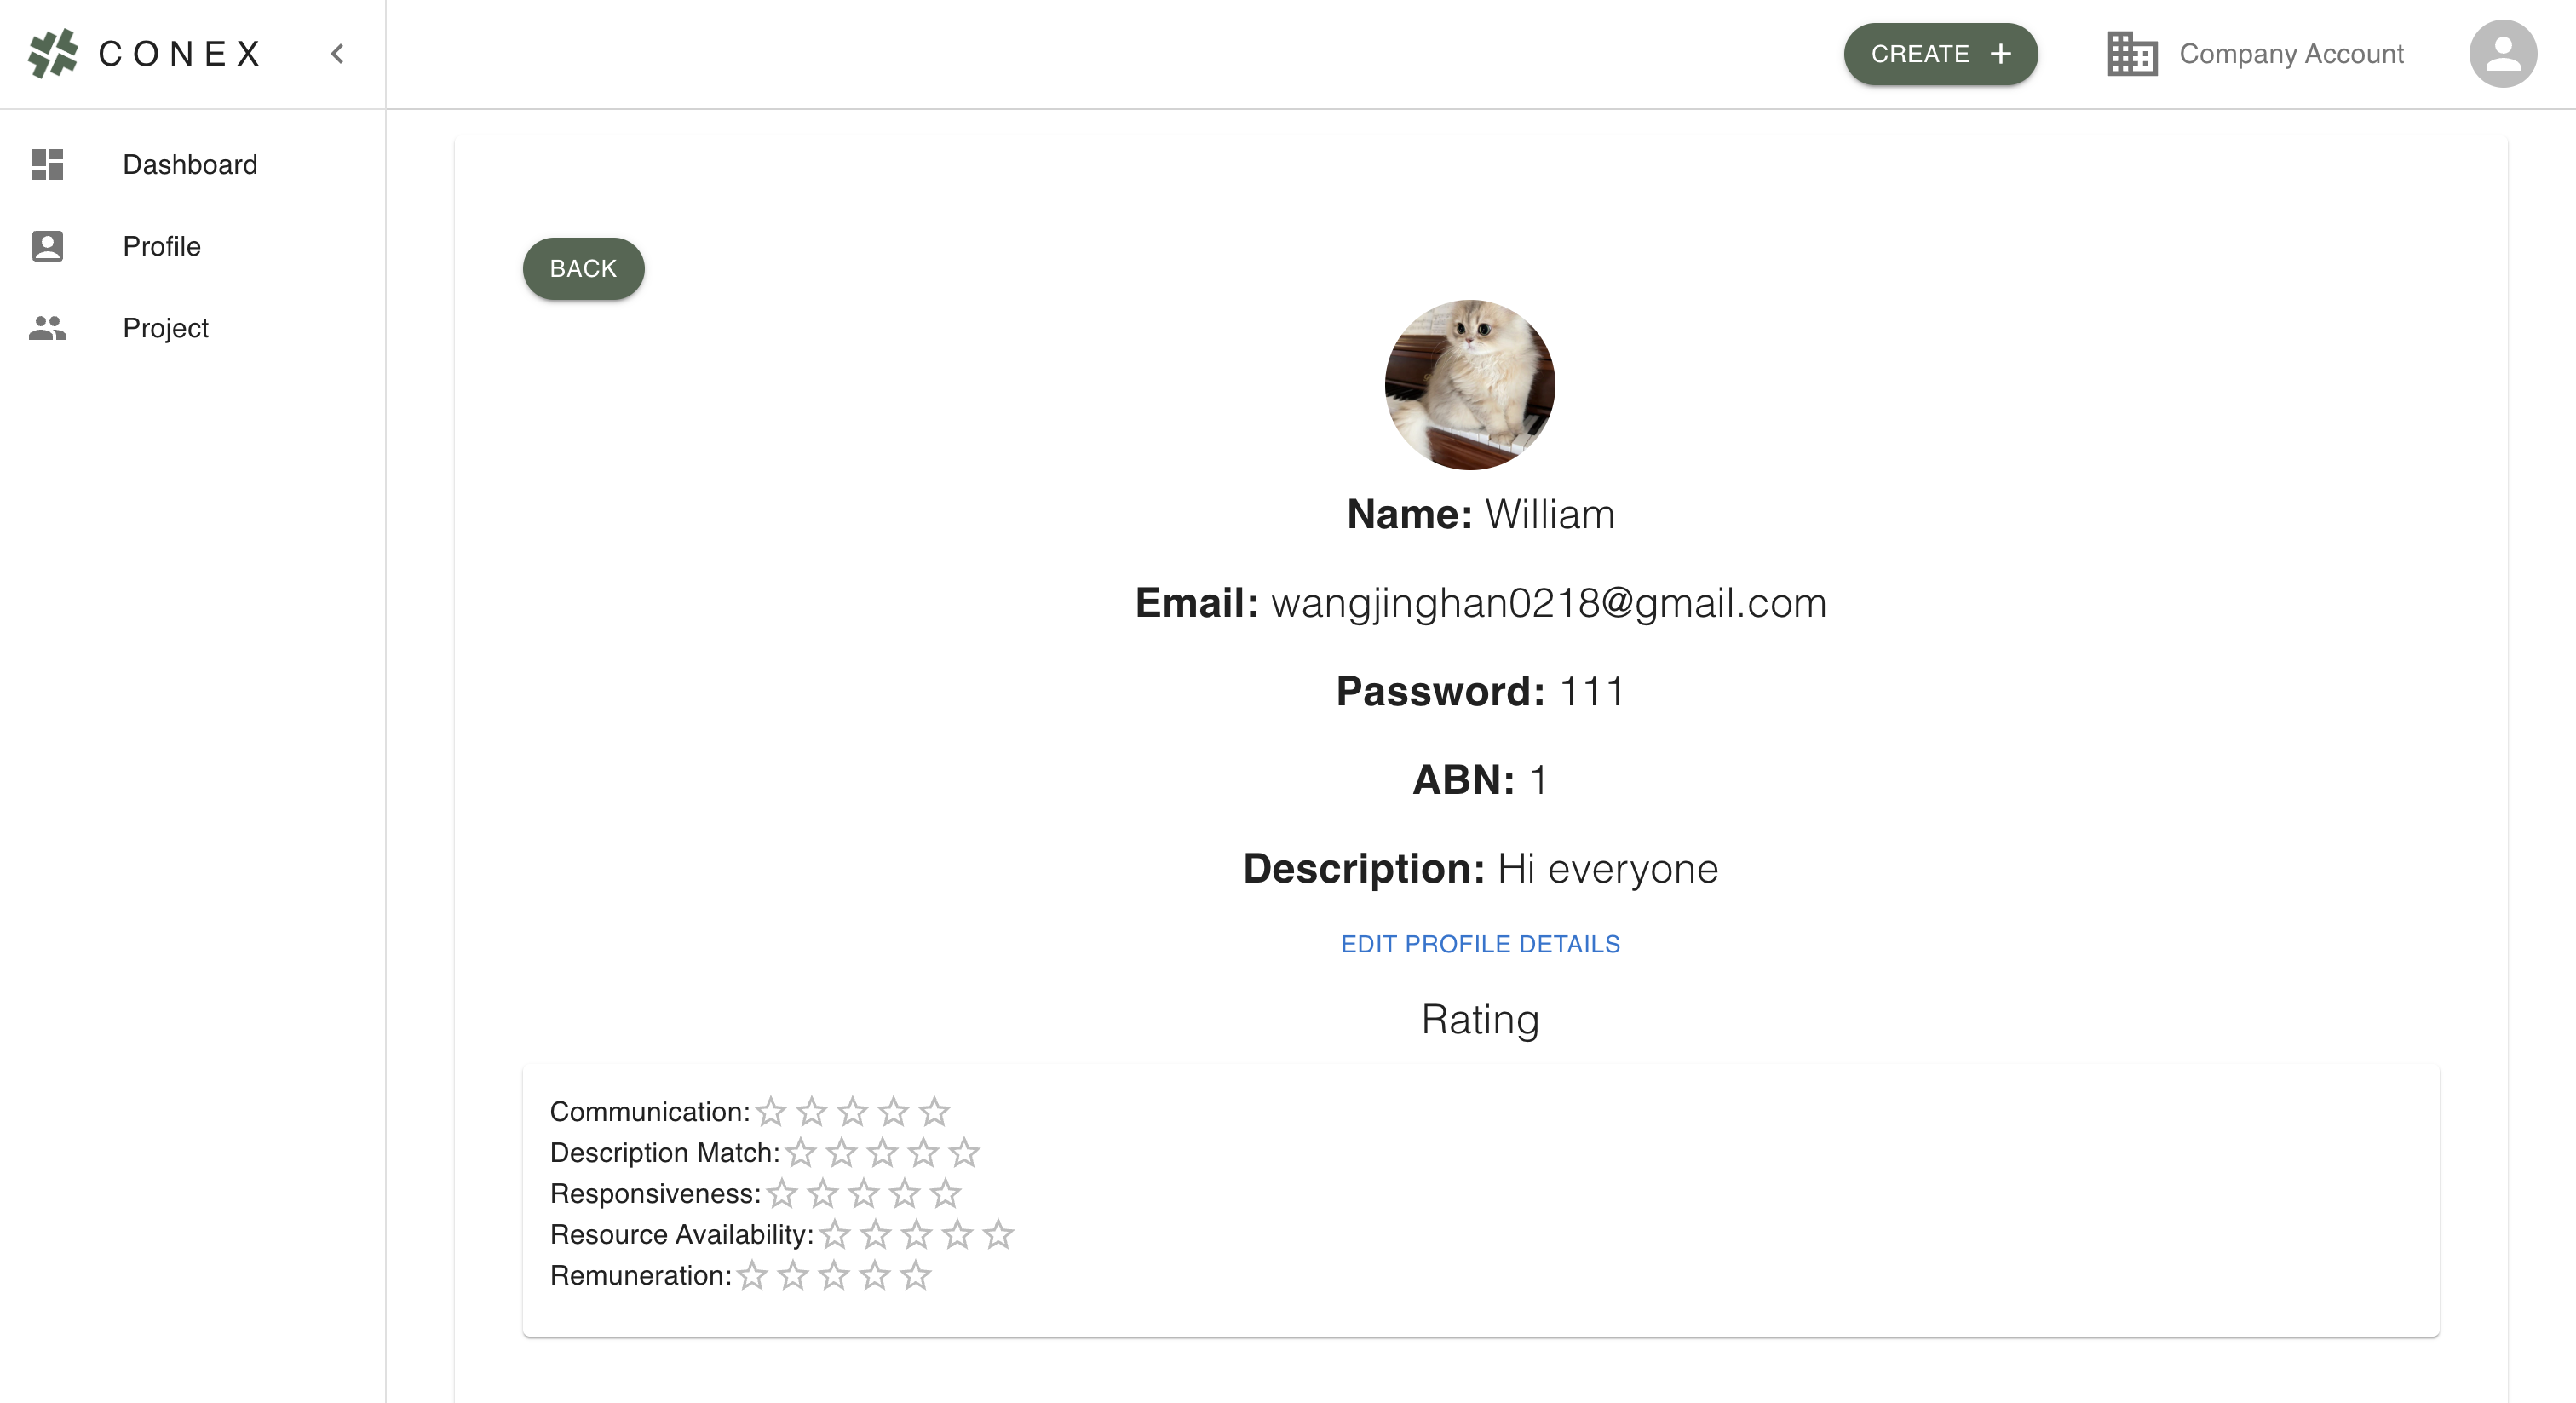 CONEX
CREATE +
Company Account
Dashboard
Profile
Project
BACK
Name: William
Email: wangjinghan0218@gmail.com
Password: 111
ABN: 1
Description: Hi everyone
EDIT PROFILE DETAILS
Rating
Communication:
Description Match:
Responsiveness:
Resource Availability:
Remuneration: